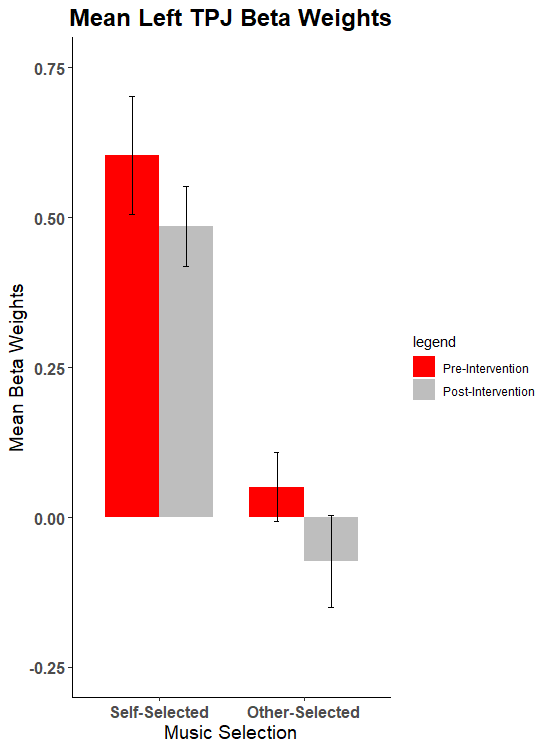 Mean Left TPJ Beta Weights
Mean Beta Weights
0.75
0.50
0.25
0.00
-0.25
Self-Selected Other-Selected
Music Selection
legend
Pre-Intervention
Post-Intervention